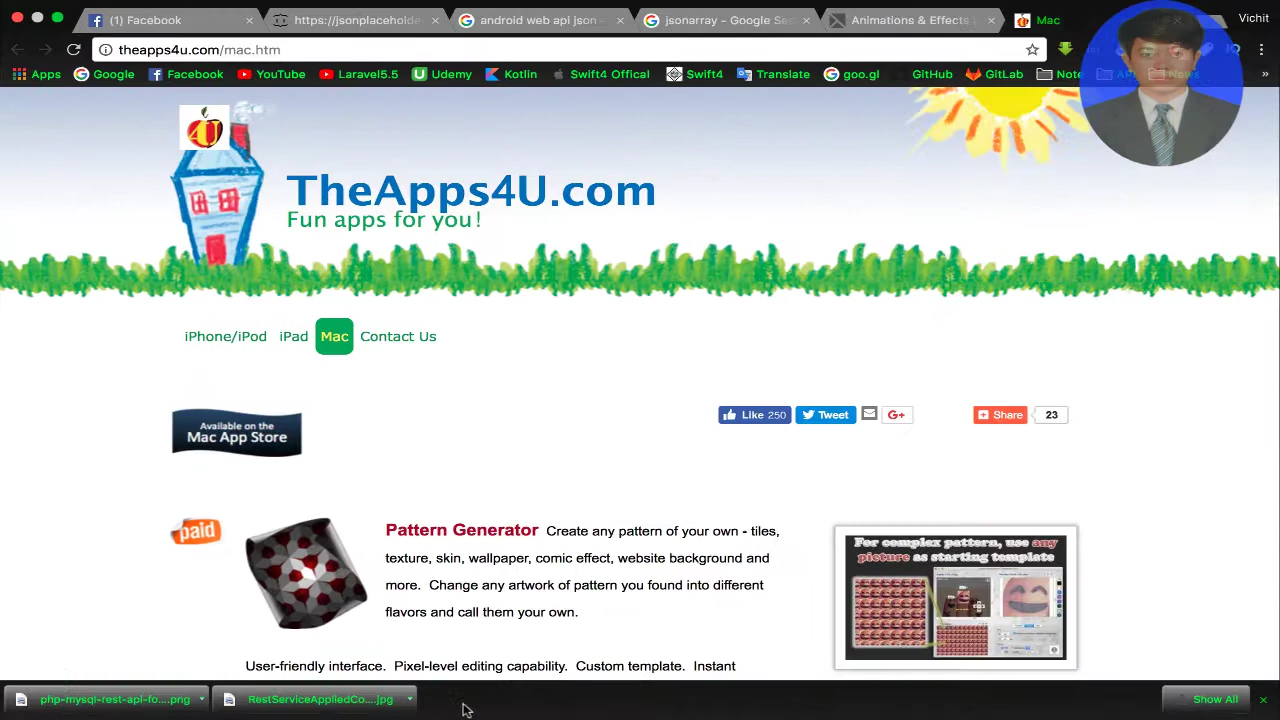 (1) Facebook
https://jsonplaceholde
android web api json -
jsonarray - Google Sea
Animations & Effects
Mac
Vichit
theapps4u.com/mac.htm
Apps
Google
Facebook
YouTube
Laravel5.5
Udemy
Kotlin
Swift4 Offical
Swift4
Translate
goo.gl
GitHub
GitLab
Note
API
News
»
4U
TheApps4U.com
Fun apps for you!
iPhone/iPod
iPad
Mac
Contact Us
Available on the
Mac App Store
Like 250
Tweet
G+
Share
23
paid
Pattern Generator Create any pattern of your own - tiles,
texture, skin, wallpaper, comic effect, website background and
more. Change any artwork of pattern you found into different
flavors and call them your own.
For complex pattern, use any
picture as starting template
User-friendly interface. Pixel-level editing capability. Custom template. Instant
php-mysql-rest-api-fo....png
RestServiceAppliedCo....jpg
Show All